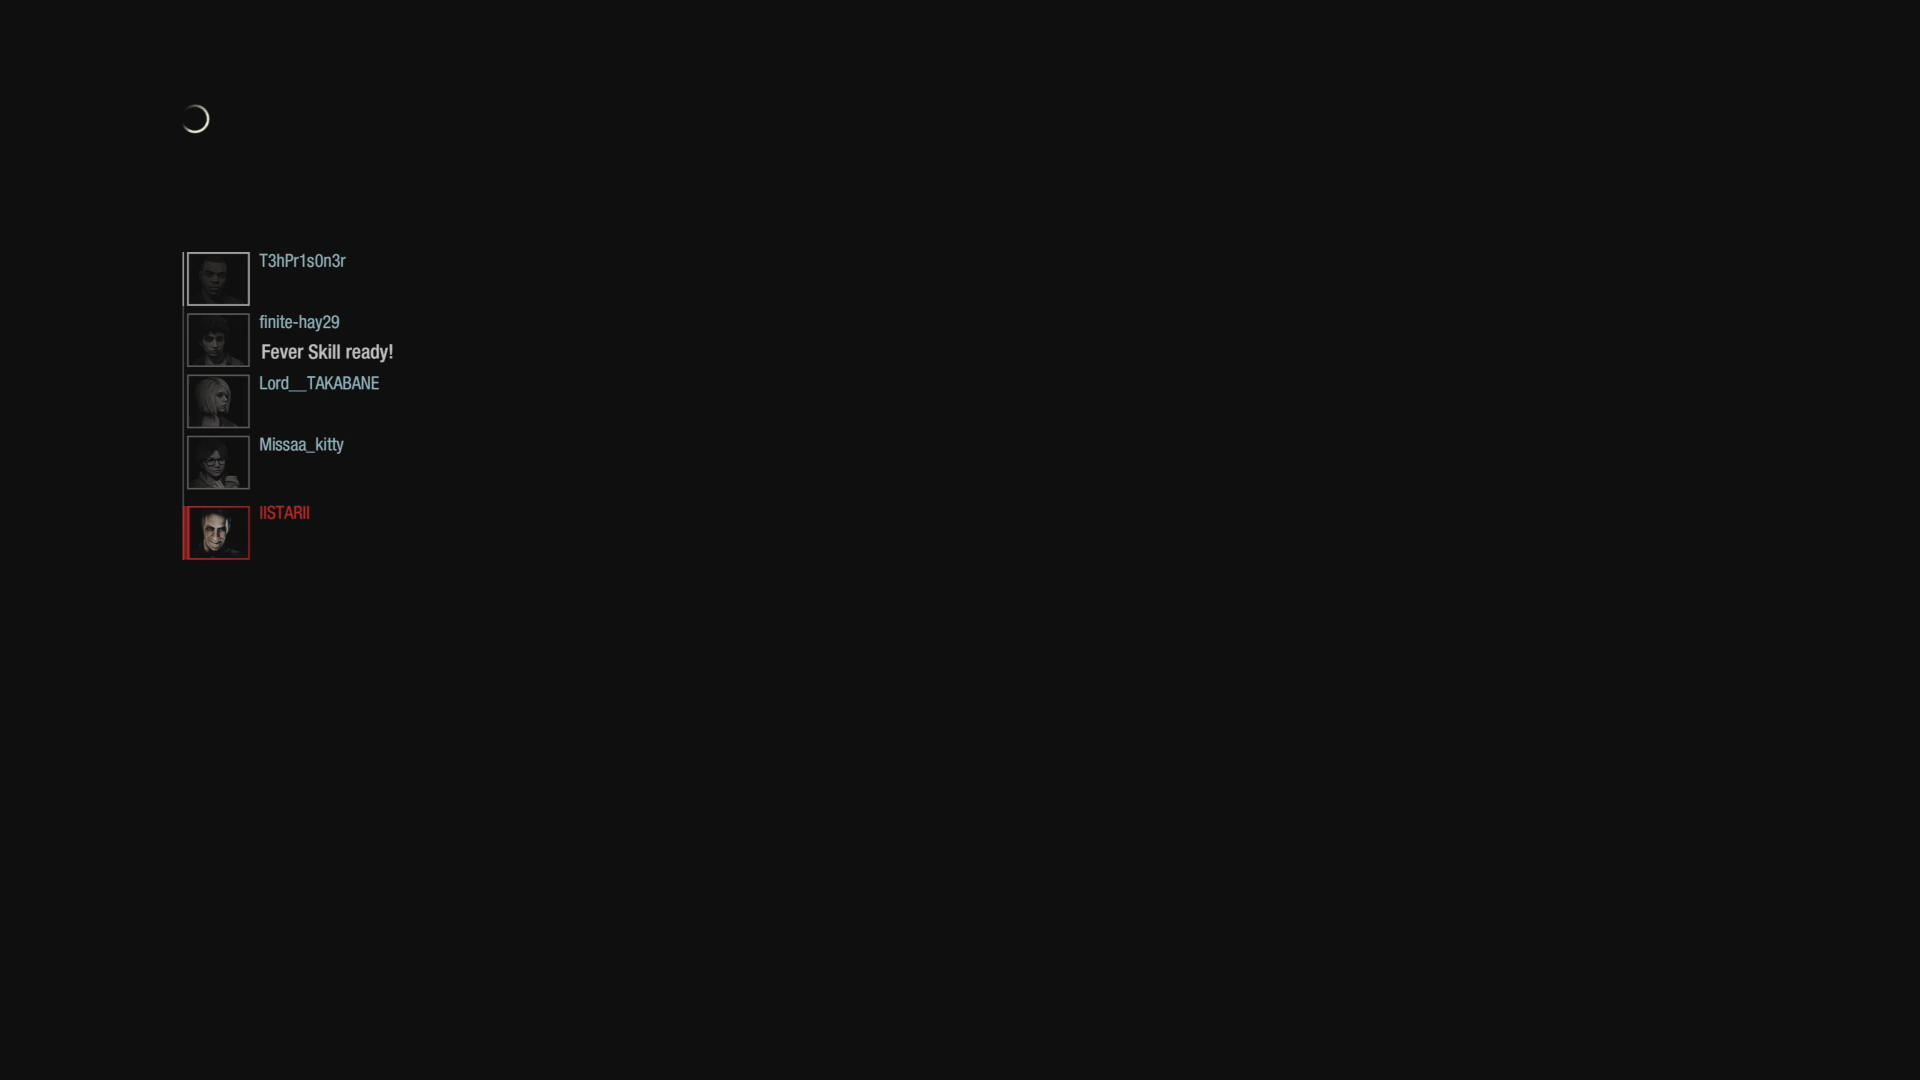 T3hPr1s0n3r
finite-hay29
Fever Skill ready!
Lord__TAKABANE
Missaa_kitty
IISTARII